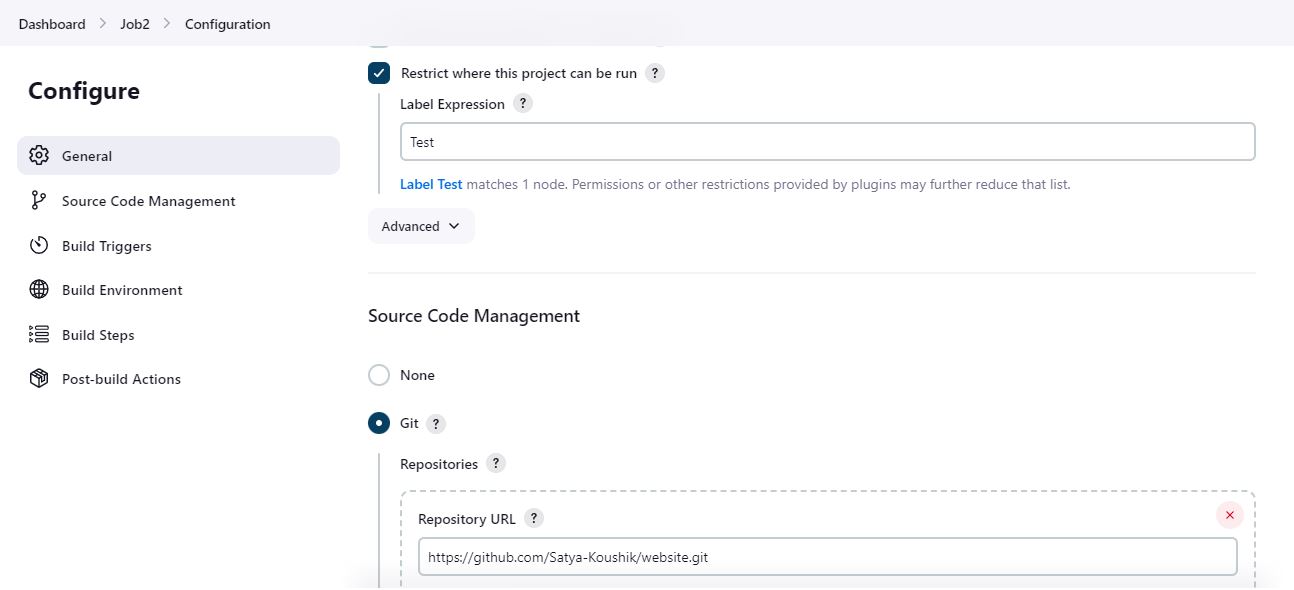 Dashboard > Job2 > Configuration
Configure
General
Source Code Management
Build Triggers
Build Environment
Build Steps
Post-build Actions
Restrict where this project can be run ?
Label Expression ?
Test
Label Test matches 1 node. Permissions or other restrictions provided by plugins may further reduce that list.
Advanced
Source Code Management
None
Git ?
Repositories ?
Repository URL ?
https://github.com/Satya-Koushik/website.git